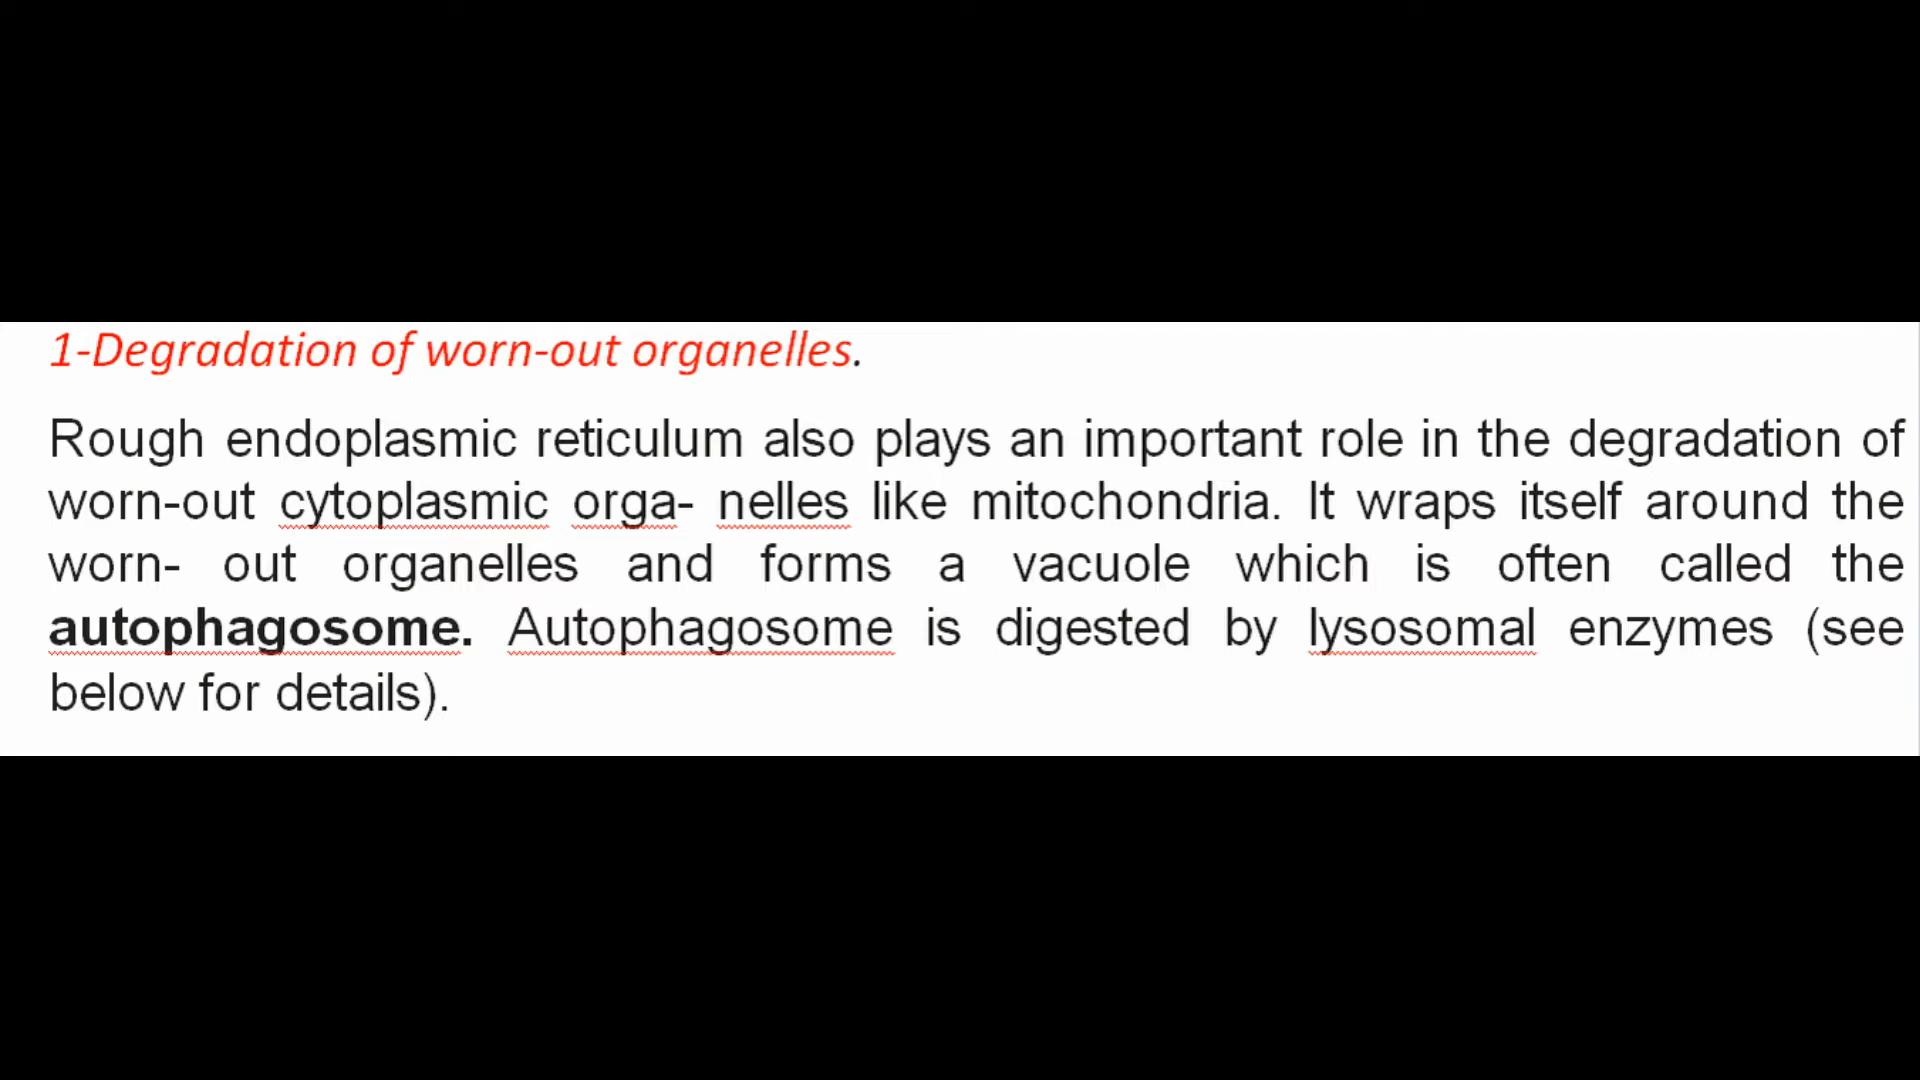 1-Degradation of worn-out organelles.
Rough endoplasmic reticulum also plays an important role in the degradation of
worn-out cytoplasmic orga- nelles like mitochondria. It wraps itself around the
worn- out organelles and forms a vacuole which is often called the
autophagosome. Autophagosome is digested by lysosomal enzymes (see
below for details).